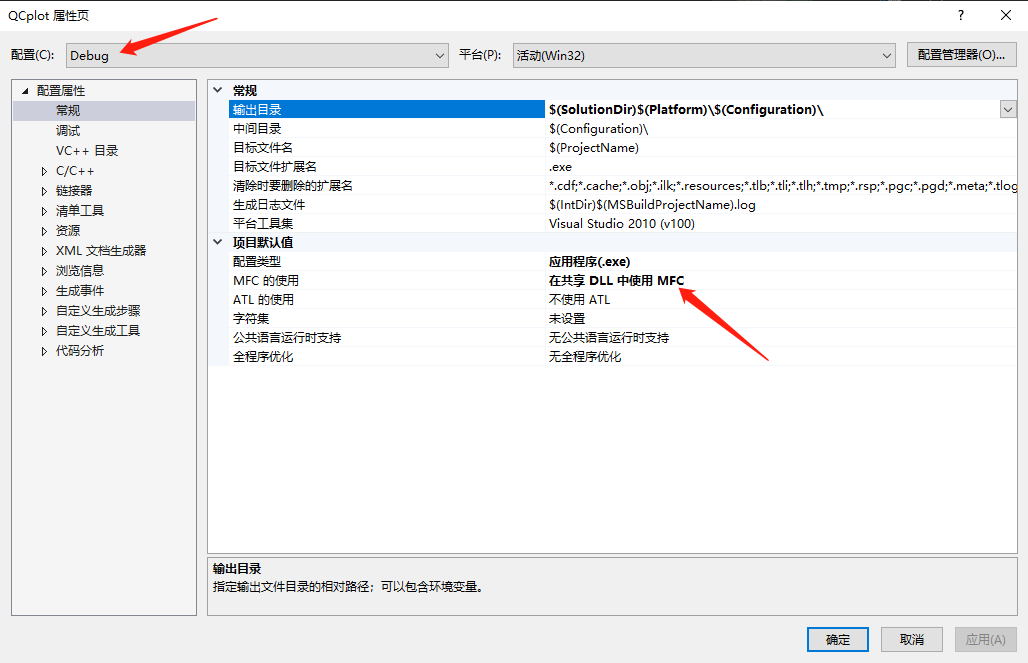 QCplot 属性页
?
配置(C): Debug 平台(P): 活动(Win32) 配置管理器(O)...
配置属性
常规
调试
VC++ 目录
C/C++
链接器
清单工具
资源
XML 文档生成器
浏览信息
生成事件
自定义生成步骤
自定义生成工具
代码分析
常规
输出目录 $(SolutionDir)$(Platform)\$(Configuration)\
中间目录 $(Configuration)\
目标文件名 $(ProjectName)
目标文件扩展名 .exe
清除时要删除的扩展名 *.cdf;*.cache;*.obj;*.ilk;*.resources;*.tlb;*.tli;*.tlh;*.tmp;*.rsp;*.pgc;*.pgd;*.meta;*.tlog
生成日志文件 $(IntDir)$(MSBuildProjectName).log
平台工具集 Visual Studio 2010 (v100)
项目默认值
配置类型 应用程序(.exe)
MFC 的使用 在共享 DLL 中使用 MFC
ATL 的使用 不使用 ATL
字符集 未设置
公共语言运行时支持 无公共语言运行时支持
全程序优化 无全程序优化
输出目录
指定输出文件目录的相对路径；可以包含环境变量。
确定 取消 应用(A)